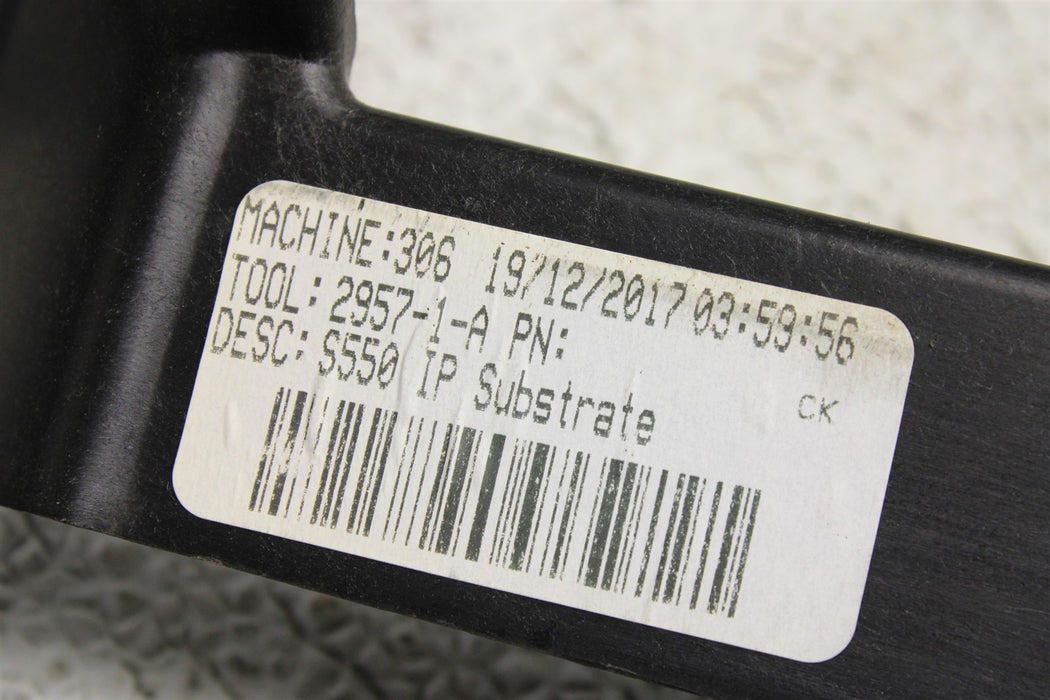 MACHINE:306 19/12/2017 03:59:56
TOOL: 2957-1-A PN:
DESC: S550 IP Substrate
CK